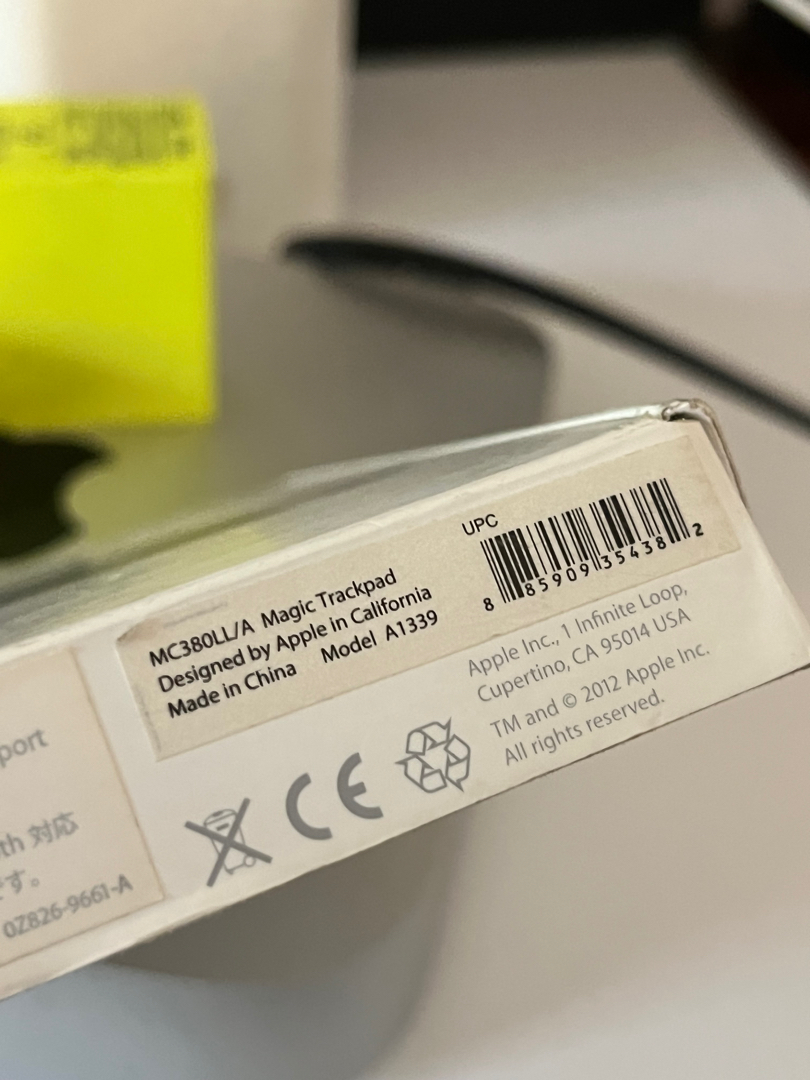 UPC
8 85909 35438 2
MC380LL/A Magic Trackpad
Designed by Apple in California
Made in China Model A1339
Apple Inc., 1 Infinite Loop,
Cupertino, CA 95014 USA
TM and © 2012 Apple Inc.
All rights reserved.
CE
port
th 対応
です。
0Z826-9661-A